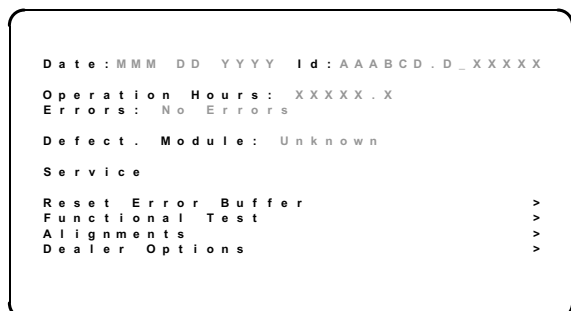 Date:MMM DD YYYY Id:AAABCD.D_XXXXX
Operation Hours: XXXXX.X
Errors: No Errors
Defect. Module: Unknown
Service
Reset Error Buffer >
Functional Test >
Alignments >
Dealer Options >